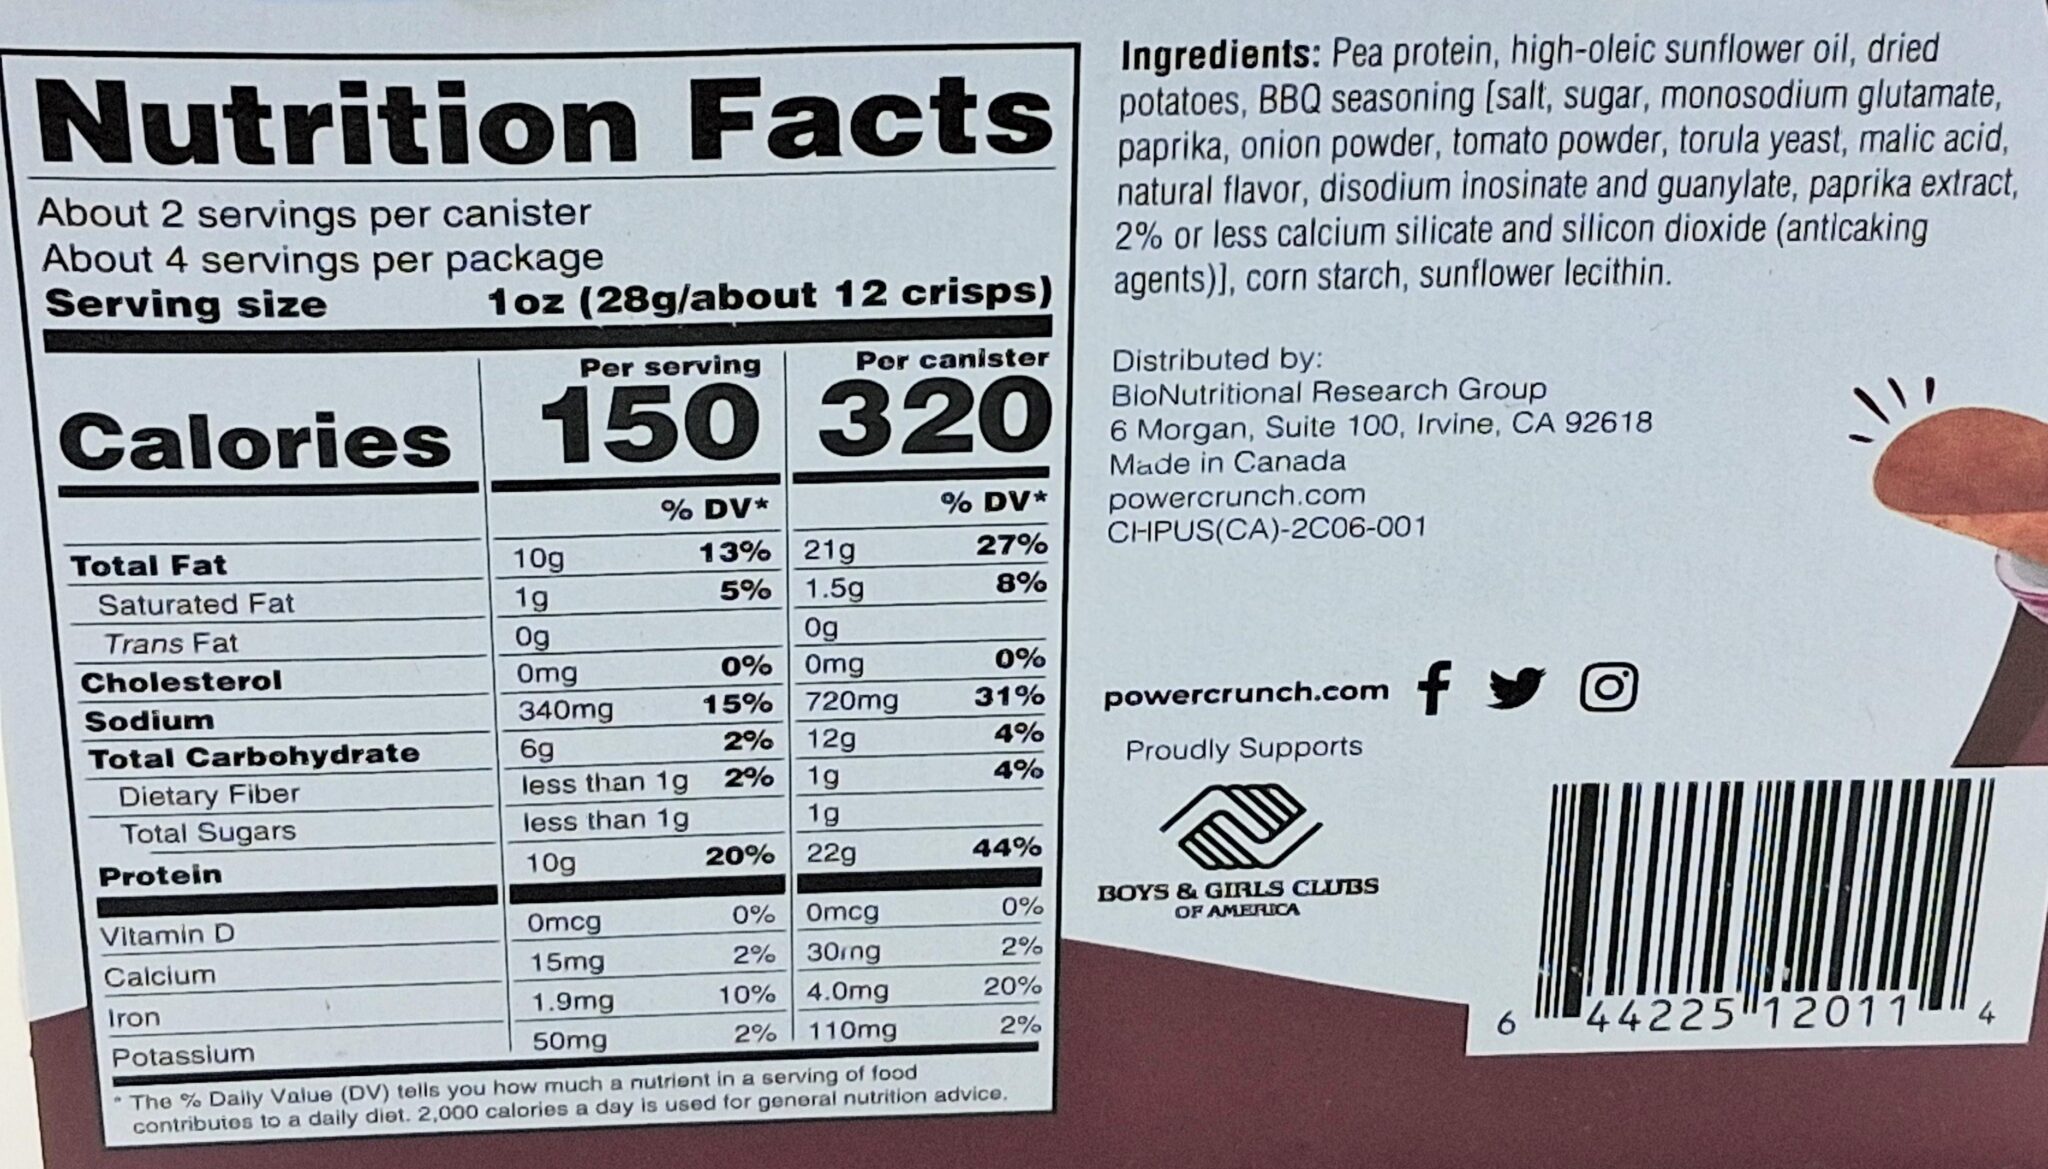 Nutrition Facts
About 2 servings per canister
About 4 servings per package
Serving size 1oz (28g/about 12 crisps)
Per serving Per canister
Calories 150 320
% DV* % DV*
Total Fat 10g 13% 21g 27%
Saturated Fat 1g 5% 1.5g 8%
Trans Fat 0g 0g
Cholesterol 0mg 0% 0mg 0%
Sodium 340mg 15% 720mg 31%
Total Carbohydrate 6g 2% 12g 4%
Dietary Fiber less than 1g 2% 1g 4%
Total Sugars less than 1g 1g
Protein 10g 20% 22g 44%
Vitamin D 0mcg 0% 0mcg 0%
Calcium 15mg 2% 30mg 2%
Iron 1.9mg 10% 4.0mg 20%
Potassium 50mg 2% 110mg 2%
* The % Daily Value (DV) tells you how much a nutrient in a serving of food
contributes to a daily diet. 2,000 calories a day is used for general nutrition advice.
Ingredients: Pea protein, high-oleic sunflower oil, dried
potatoes, BBQ seasoning [salt, sugar, monosodium glutamate,
paprika, onion powder, tomato powder, torula yeast, malic acid,
natural flavor, disodium inosinate and guanylate, paprika extract,
2% or less calcium silicate and silicon dioxide (anticaking
agents)], corn starch, sunflower lecithin.
Distributed by:
BioNutritional Research Group
6 Morgan, Suite 100, Irvine, CA 92618
Made in Canada
powercrunch.com
CHPUS(CA)-2C06-001
powercrunch.com
Proudly Supports
BOYS & GIRLS CLUBS
OF AMERICA
6 44225 12011 4